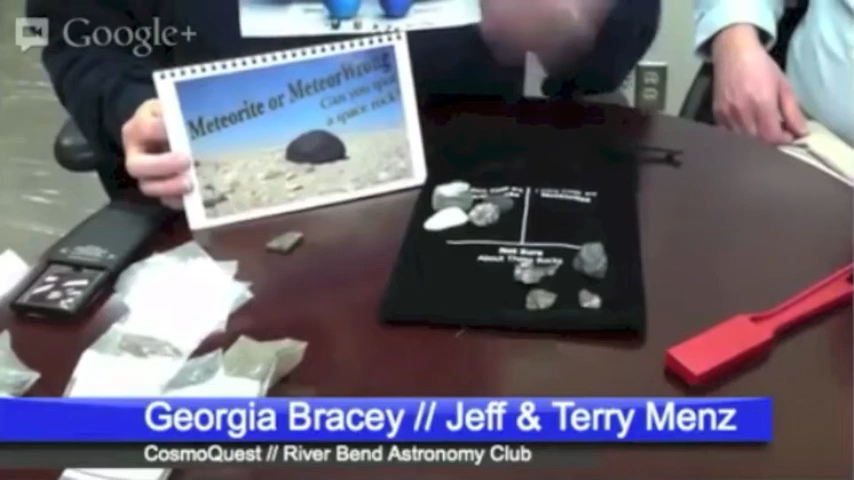 Google+
Meteorite or MeteorWrong
Can you spot
a space rock?
Not Sure
About These Rocks
Georgia Bracey // Jeff & Terry Menz
CosmoQuest // River Bend Astronomy Club